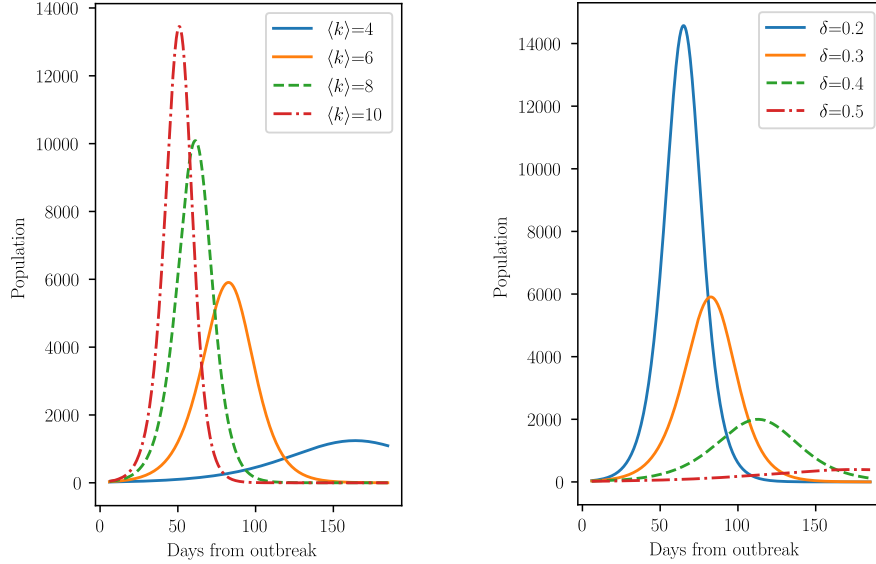 14000
12000
10000
8000
6000
4000
2000
0
Population
0
50
100
150
Days from outbreak
⟨k⟩=4
⟨k⟩=6
⟨k⟩=8
⟨k⟩=10
14000
12000
10000
8000
6000
4000
2000
0
Population
0
50
100
150
Days from outbreak
δ=0.2
δ=0.3
δ=0.4
δ=0.5